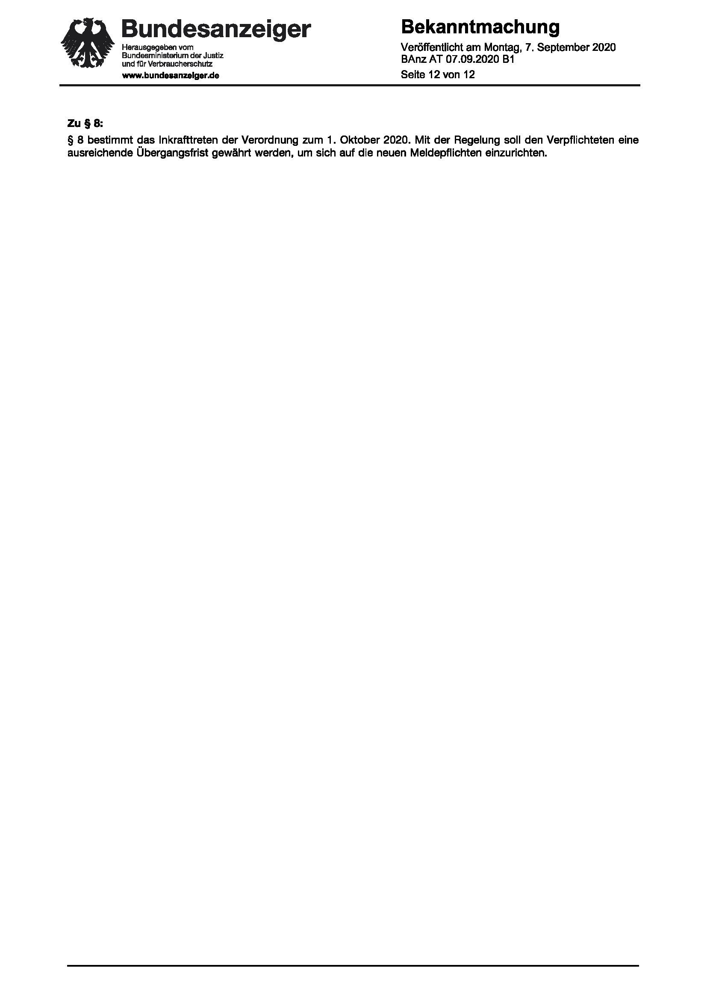 Bundesanzeiger
Herausgegeben vom
Bundesministerium der Justiz
und für Verbraucherschutz
www.bundesanzeiger.de
Bekanntmachung
Veröffentlicht am Montag, 7. September 2020
BAnz AT 07.09.2020 B1
Seite 12 von 12
Zu § 8:
§ 8 bestimmt das Inkrafttreten der Verordnung zum 1. Oktober 2020. Mit der Regelung soll den Verpflichteten eine
ausreichende Übergangsfrist gewährt werden, um sich auf die neuen Meldepflichten einzurichten.